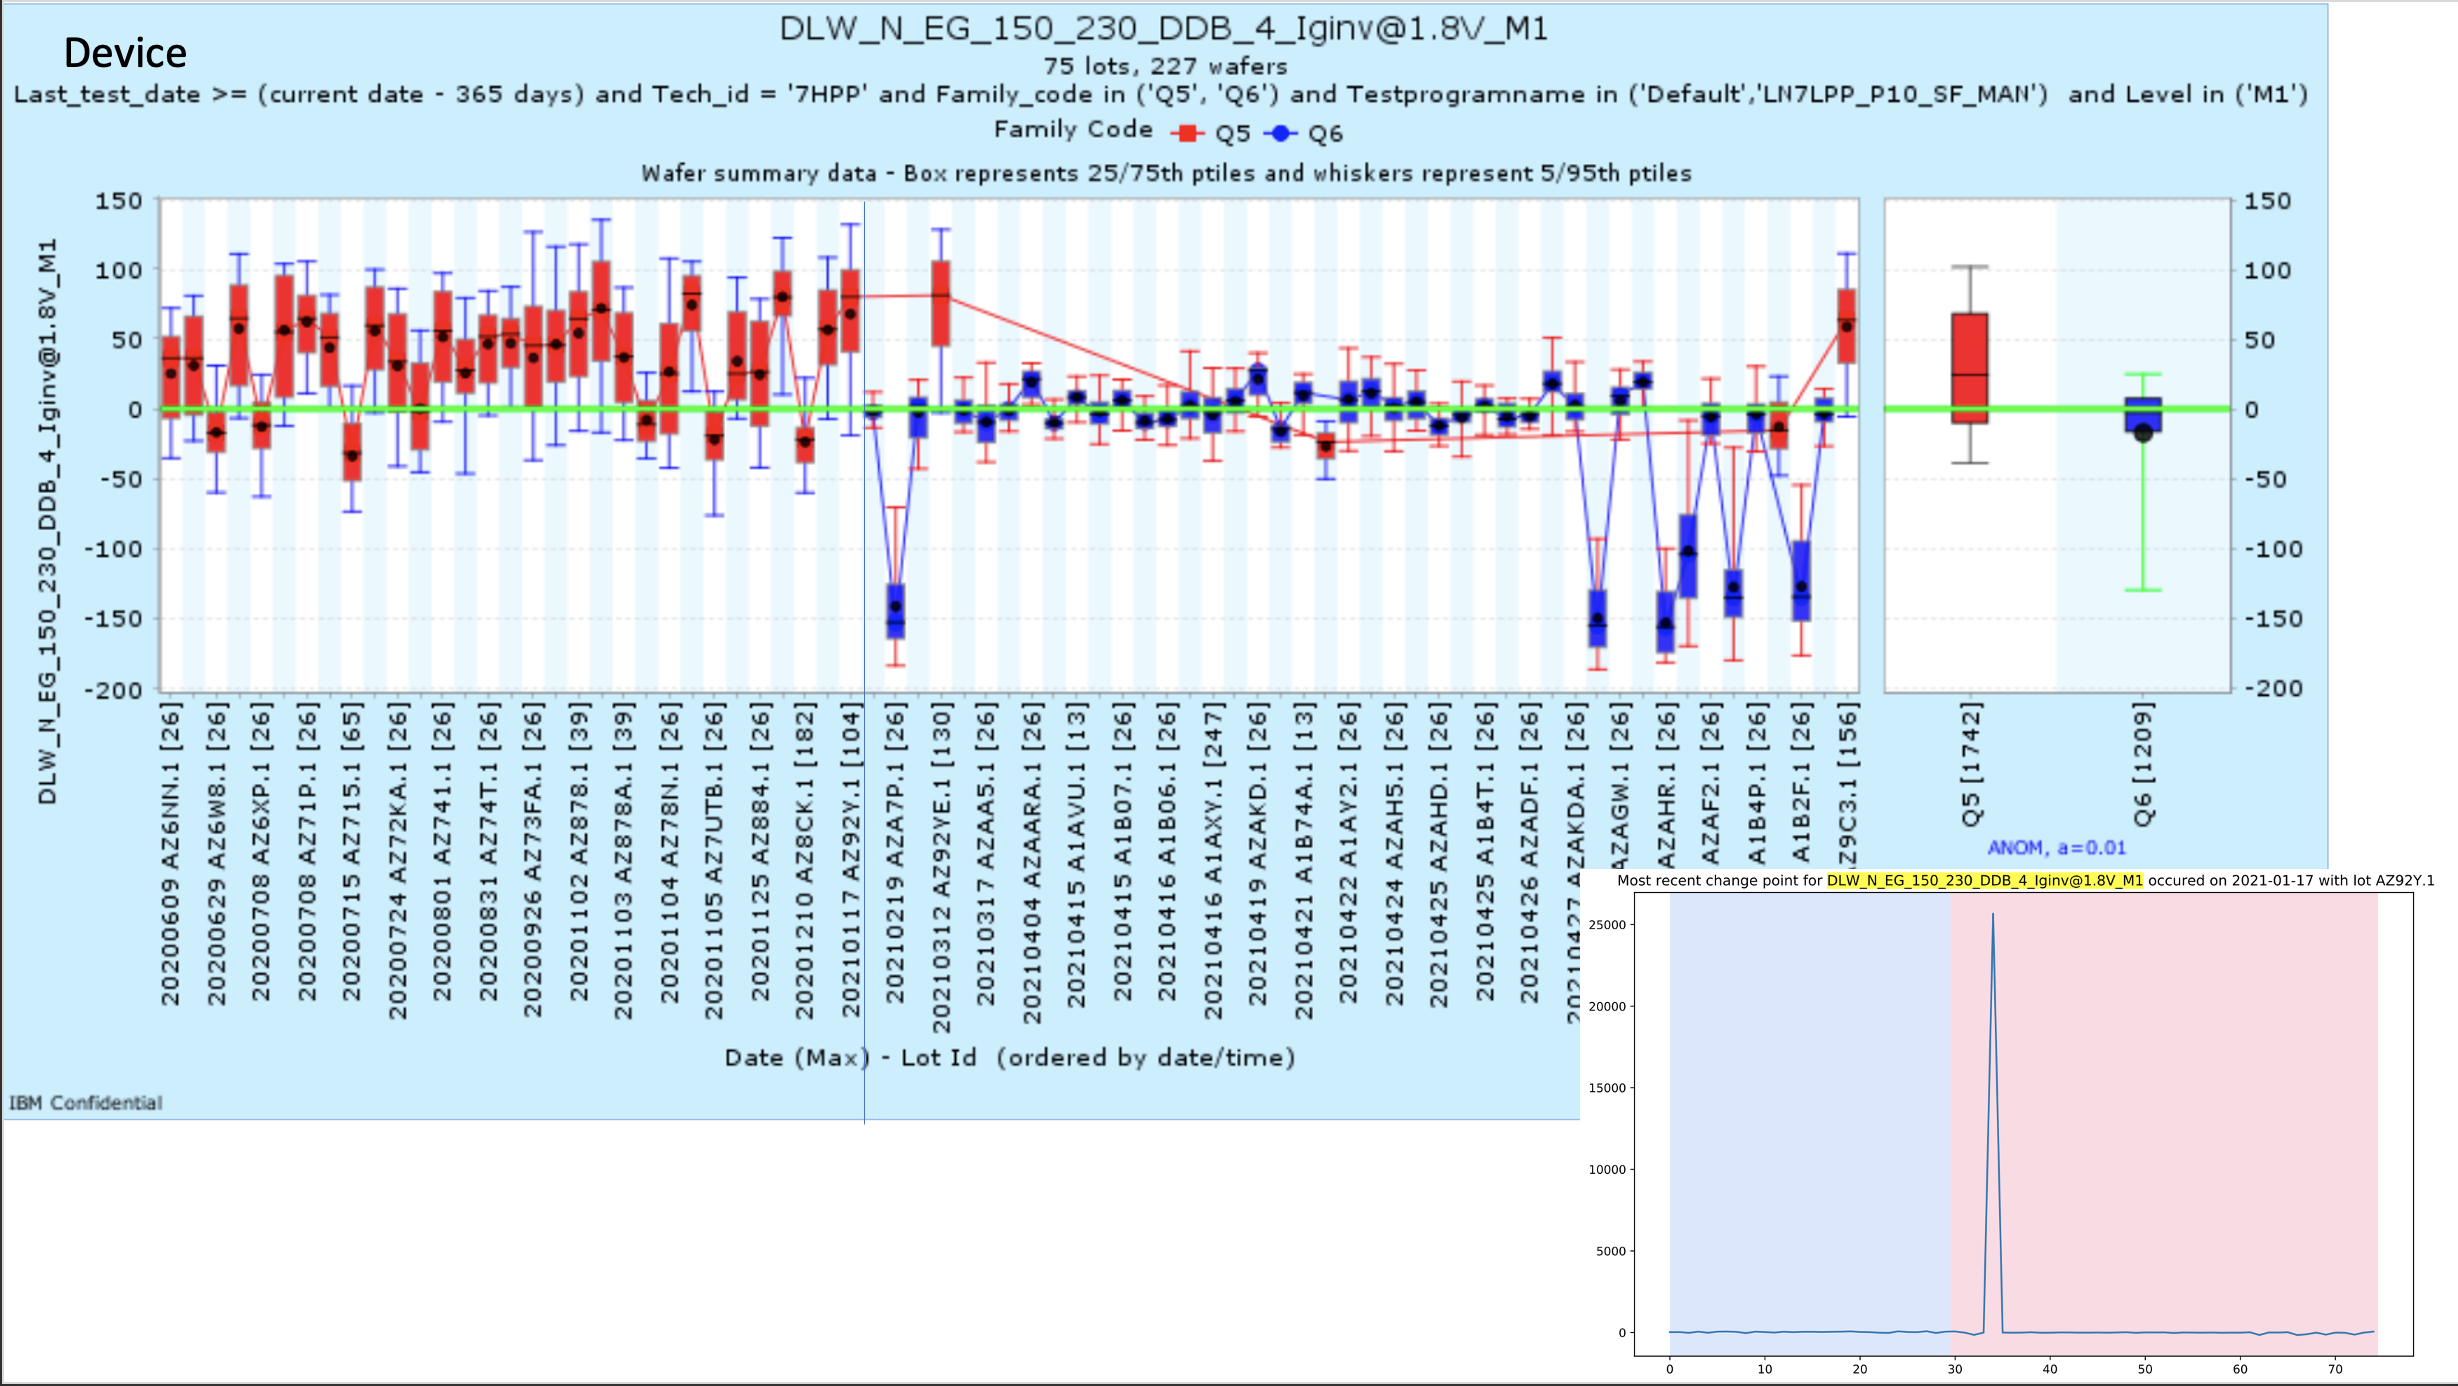 DLW_N_EG_150_230_DDB_4_Iginv@1.8V_M1
Device
75 lots, 227 wafers
Last_test_date >= (current date - 365 days) and Tech_id = '7HPP' and Family_code in ('Q5', 'Q6') and Testprogramname in ('Default','LN7LPP_P10_SF_MAN') and Level in ('M1')
Family Code Q5 Q6
Wafer summary data - Box represents 25/75th ptiles and whiskers represent 5/95th ptiles
DLW_N_EG_150_230_DDB_4_Iginv@1.8V_M1
150
100
50
0
-50
-100
-150
-200
150
100
50
0
-50
-100
-150
-200
20200609 AZ6NN.1 [26]
20200629 AZ6W8.1 [26]
20200708 AZ6XP.1 [26]
20200708 AZ71P.1 [26]
20200715 AZ715.1 [65]
20200724 AZ72KA.1 [26]
20200801 AZ741.1 [26]
20200831 AZ74T.1 [26]
20200926 AZ73FA.1 [26]
20201102 AZ878.1 [39]
20201103 AZ878A.1 [39]
20201104 AZ78N.1 [26]
20201105 AZ7UTB.1 [26]
20201125 AZ884.1 [26]
20201210 AZ8CK.1 [182]
20210117 AZ92Y.1 [104]
20210219 AZA7P.1 [26]
20210312 AZ92YE.1 [130]
20210317 AZAA5.1 [26]
20210404 AZAARA.1 [26]
20210415 A1AVU.1 [13]
20210415 A1B07.1 [26]
20210416 A1B06.1 [26]
20210416 A1AXY.1 [247]
20210419 AZAKD.1 [26]
20210421 A1B74A.1 [13]
20210422 A1AY2.1 [26]
20210424 AZAH5.1 [26]
20210425 AZAHD.1 [26]
20210425 A1B4T.1 [26]
20210426 AZADF.1 [26]
20210427 AZAKDA.1 [26]
AZAGW.1 [26]
AZAHR.1 [26]
AZAF2.1 [26]
A1B4P.1 [26]
A1B2F.1 [26]
AZ9C3.1 [156]
Q5 [1742]
Q6 [1209]
ANOM, a=0.01
Date (Max) - Lot Id (ordered by date/time)
IBM Confidential
Most recent change point for DLW_N_EG_150_230_DDB_4_Iginv@1.8V_M1 occured on 2021-01-17 with lot AZ92Y.1
25000
20000
15000
10000
5000
0
0 10 20 30 40 50 60 70